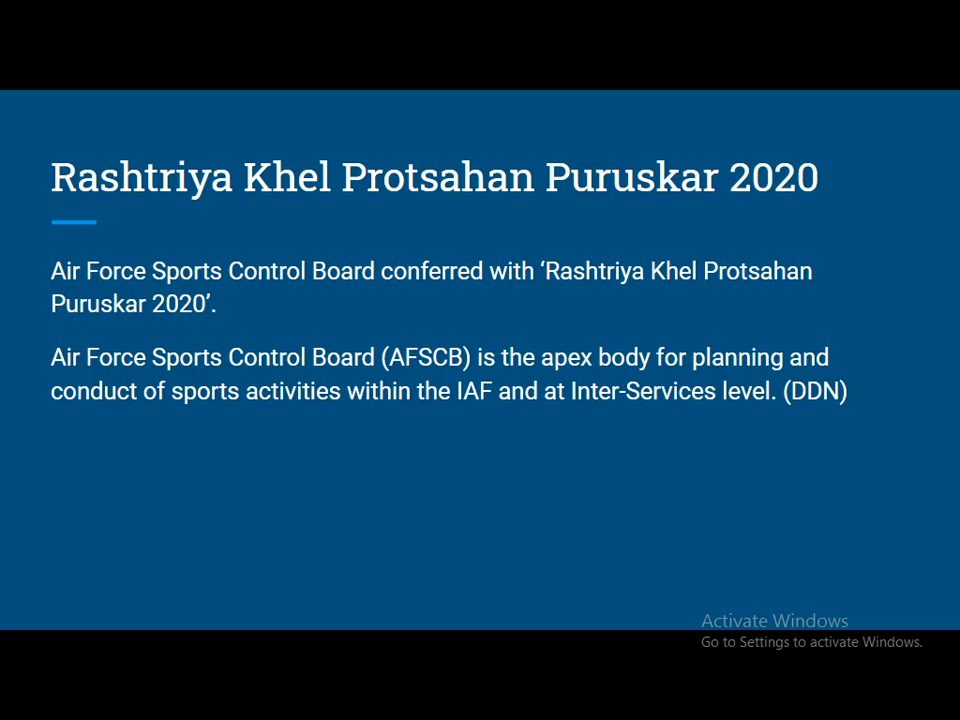 Rashtriya Khel Protsahan Puruskar 2020
Air Force Sports Control Board conferred with ‘Rashtriya Khel Protsahan
Puruskar 2020’.
Air Force Sports Control Board (AFSCB) is the apex body for planning and
conduct of sports activities within the IAF and at Inter-Services level. (DDN)
Activate Windows
Go to Settings to activate Windows.